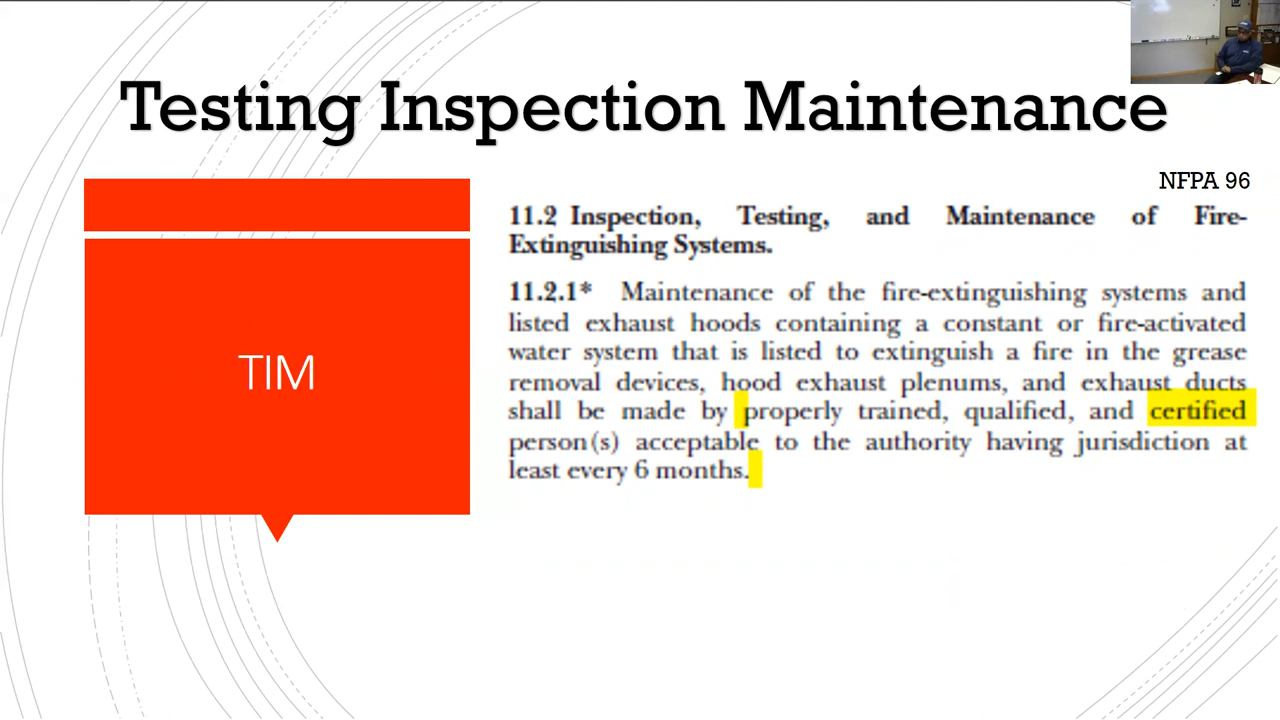 Testing Inspection Maintenance
NFPA 96
TIM
11.2 Inspection, Testing, and Maintenance of Fire-
Extinguishing Systems.
11.2.1* Maintenance of the fire-extinguishing systems and
listed exhaust hoods containing a constant or fire-activated
water system that is listed to extinguish a fire in the grease
removal devices, hood exhaust plenums, and exhaust ducts
shall be made by properly trained, qualified, and certified
person(s) acceptable to the authority having jurisdiction at
least every 6 months.